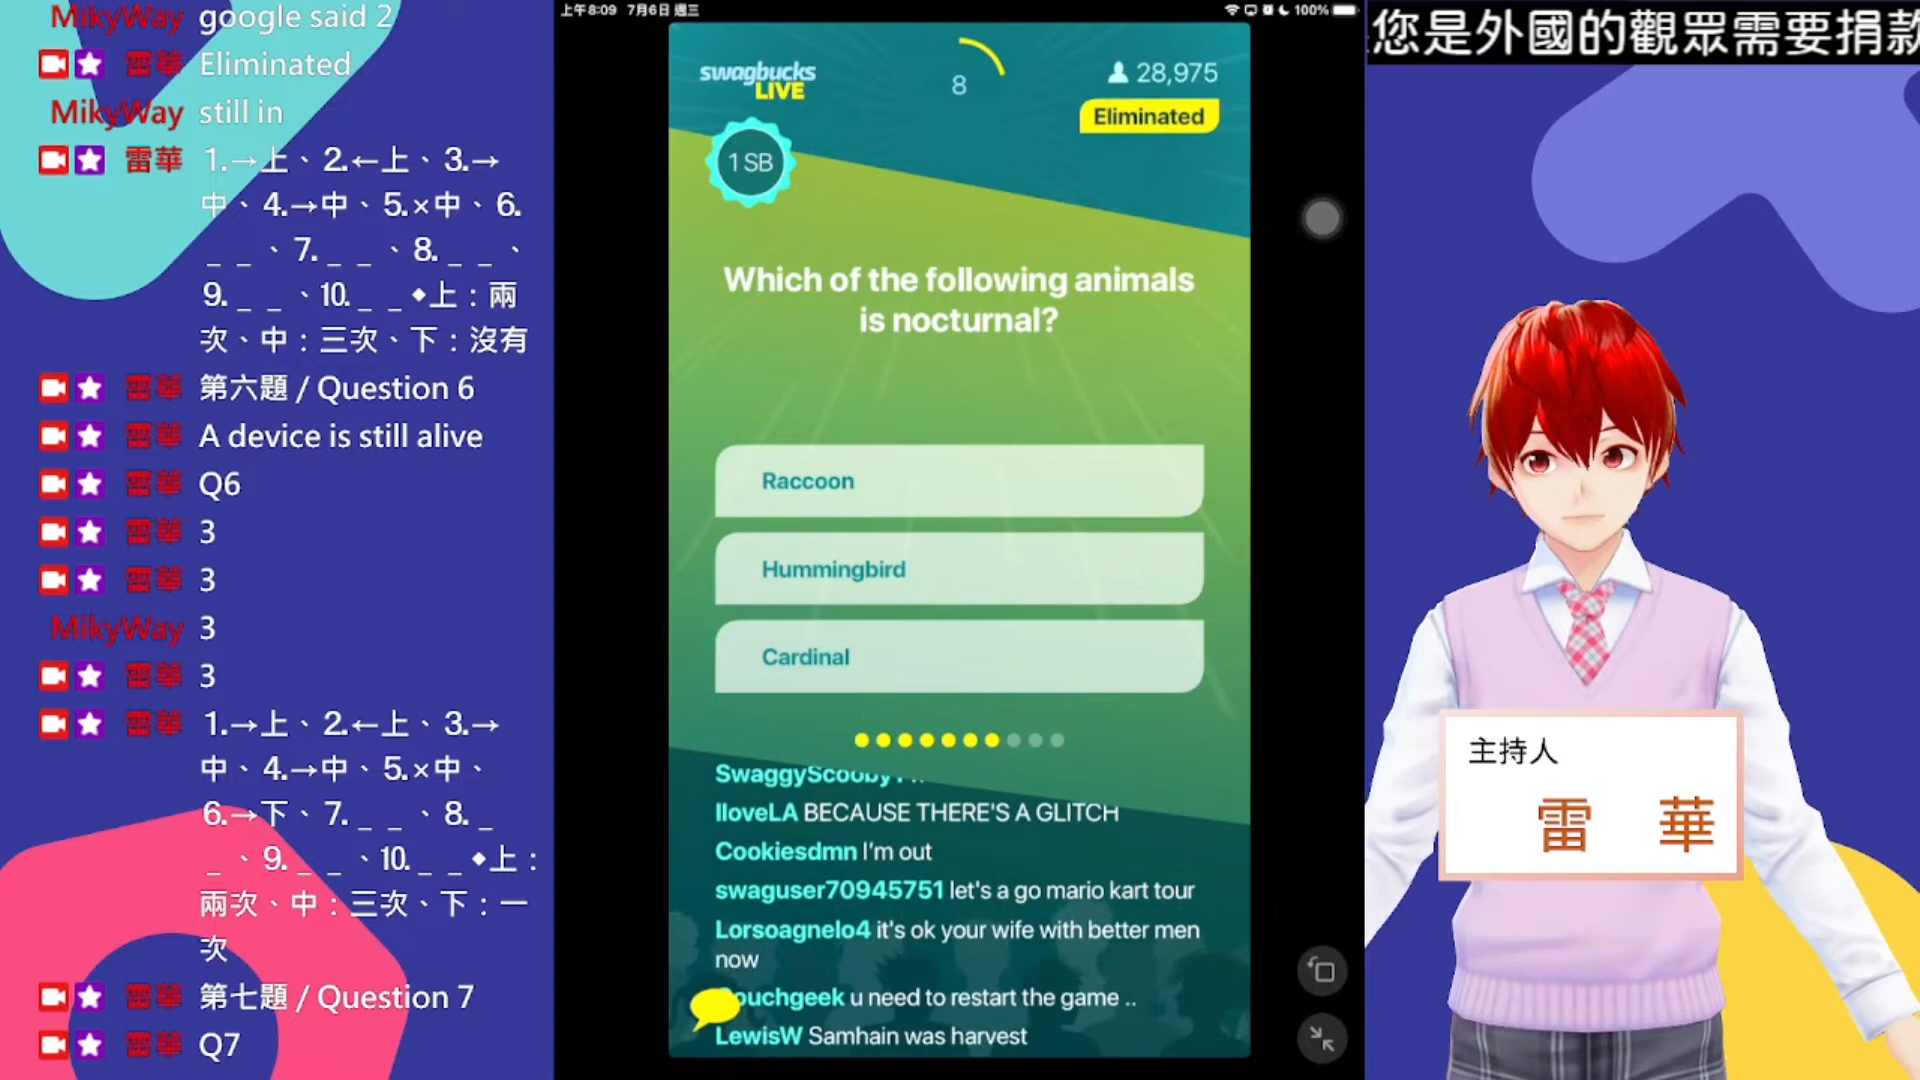 MikyWay google said 2
雷華 Eliminated
MikyWay still in
雷華 1.→上、2.←上、3.→
中、4.→中、5.×中、6.
_ _ 、7. _ _ 、8. _ _ 、
9. _ _ 、10. _ _ ◆上：兩
次、中：三次、下：沒有
雷華 第六題 / Question 6
雷華 A device is still alive
雷華 Q6
雷華 3
雷華 3
MikyWay 3
雷華 3
雷華 1.→上、2.←上、3.→
中、4.→中、5.×中、
6.→下、7. _ _ 、8. _
_ 、9. _ _ 、10. _ _ ◆上：
兩次、中：三次、下：一
次
雷華 第七題 / Question 7
雷華 Q7
上午8:09 7月6日 週三
100%
swagbucks
LIVE
8
28,975
Eliminated
1 SB
Which of the following animals
is nocturnal?
Raccoon
Hummingbird
Cardinal
IloveLA BECAUSE THERE'S A GLITCH
Cookiesdmn I'm out
swaguser70945751 let's a go mario kart tour
Lorsoagnelo4 it's ok your wife with better men
now
u need to restart the game ..
LewisW Samhain was harvest
您是外國的觀眾需要捐款
主持人
雷 華